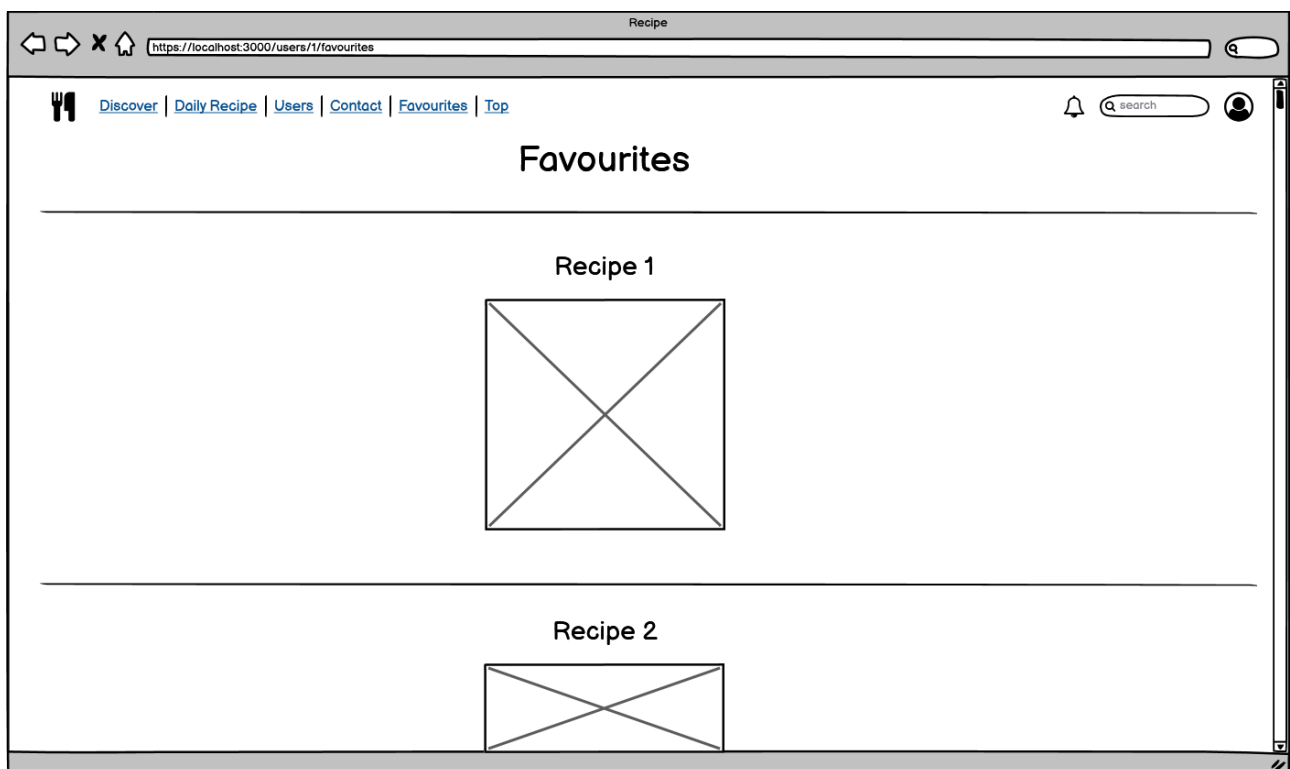 Recipe
https://localhost:3000/users/1/favourites
Discover | Daily Recipe | Users | Contact | Favourites | Top
search
Favourites
Recipe 1
Recipe 2